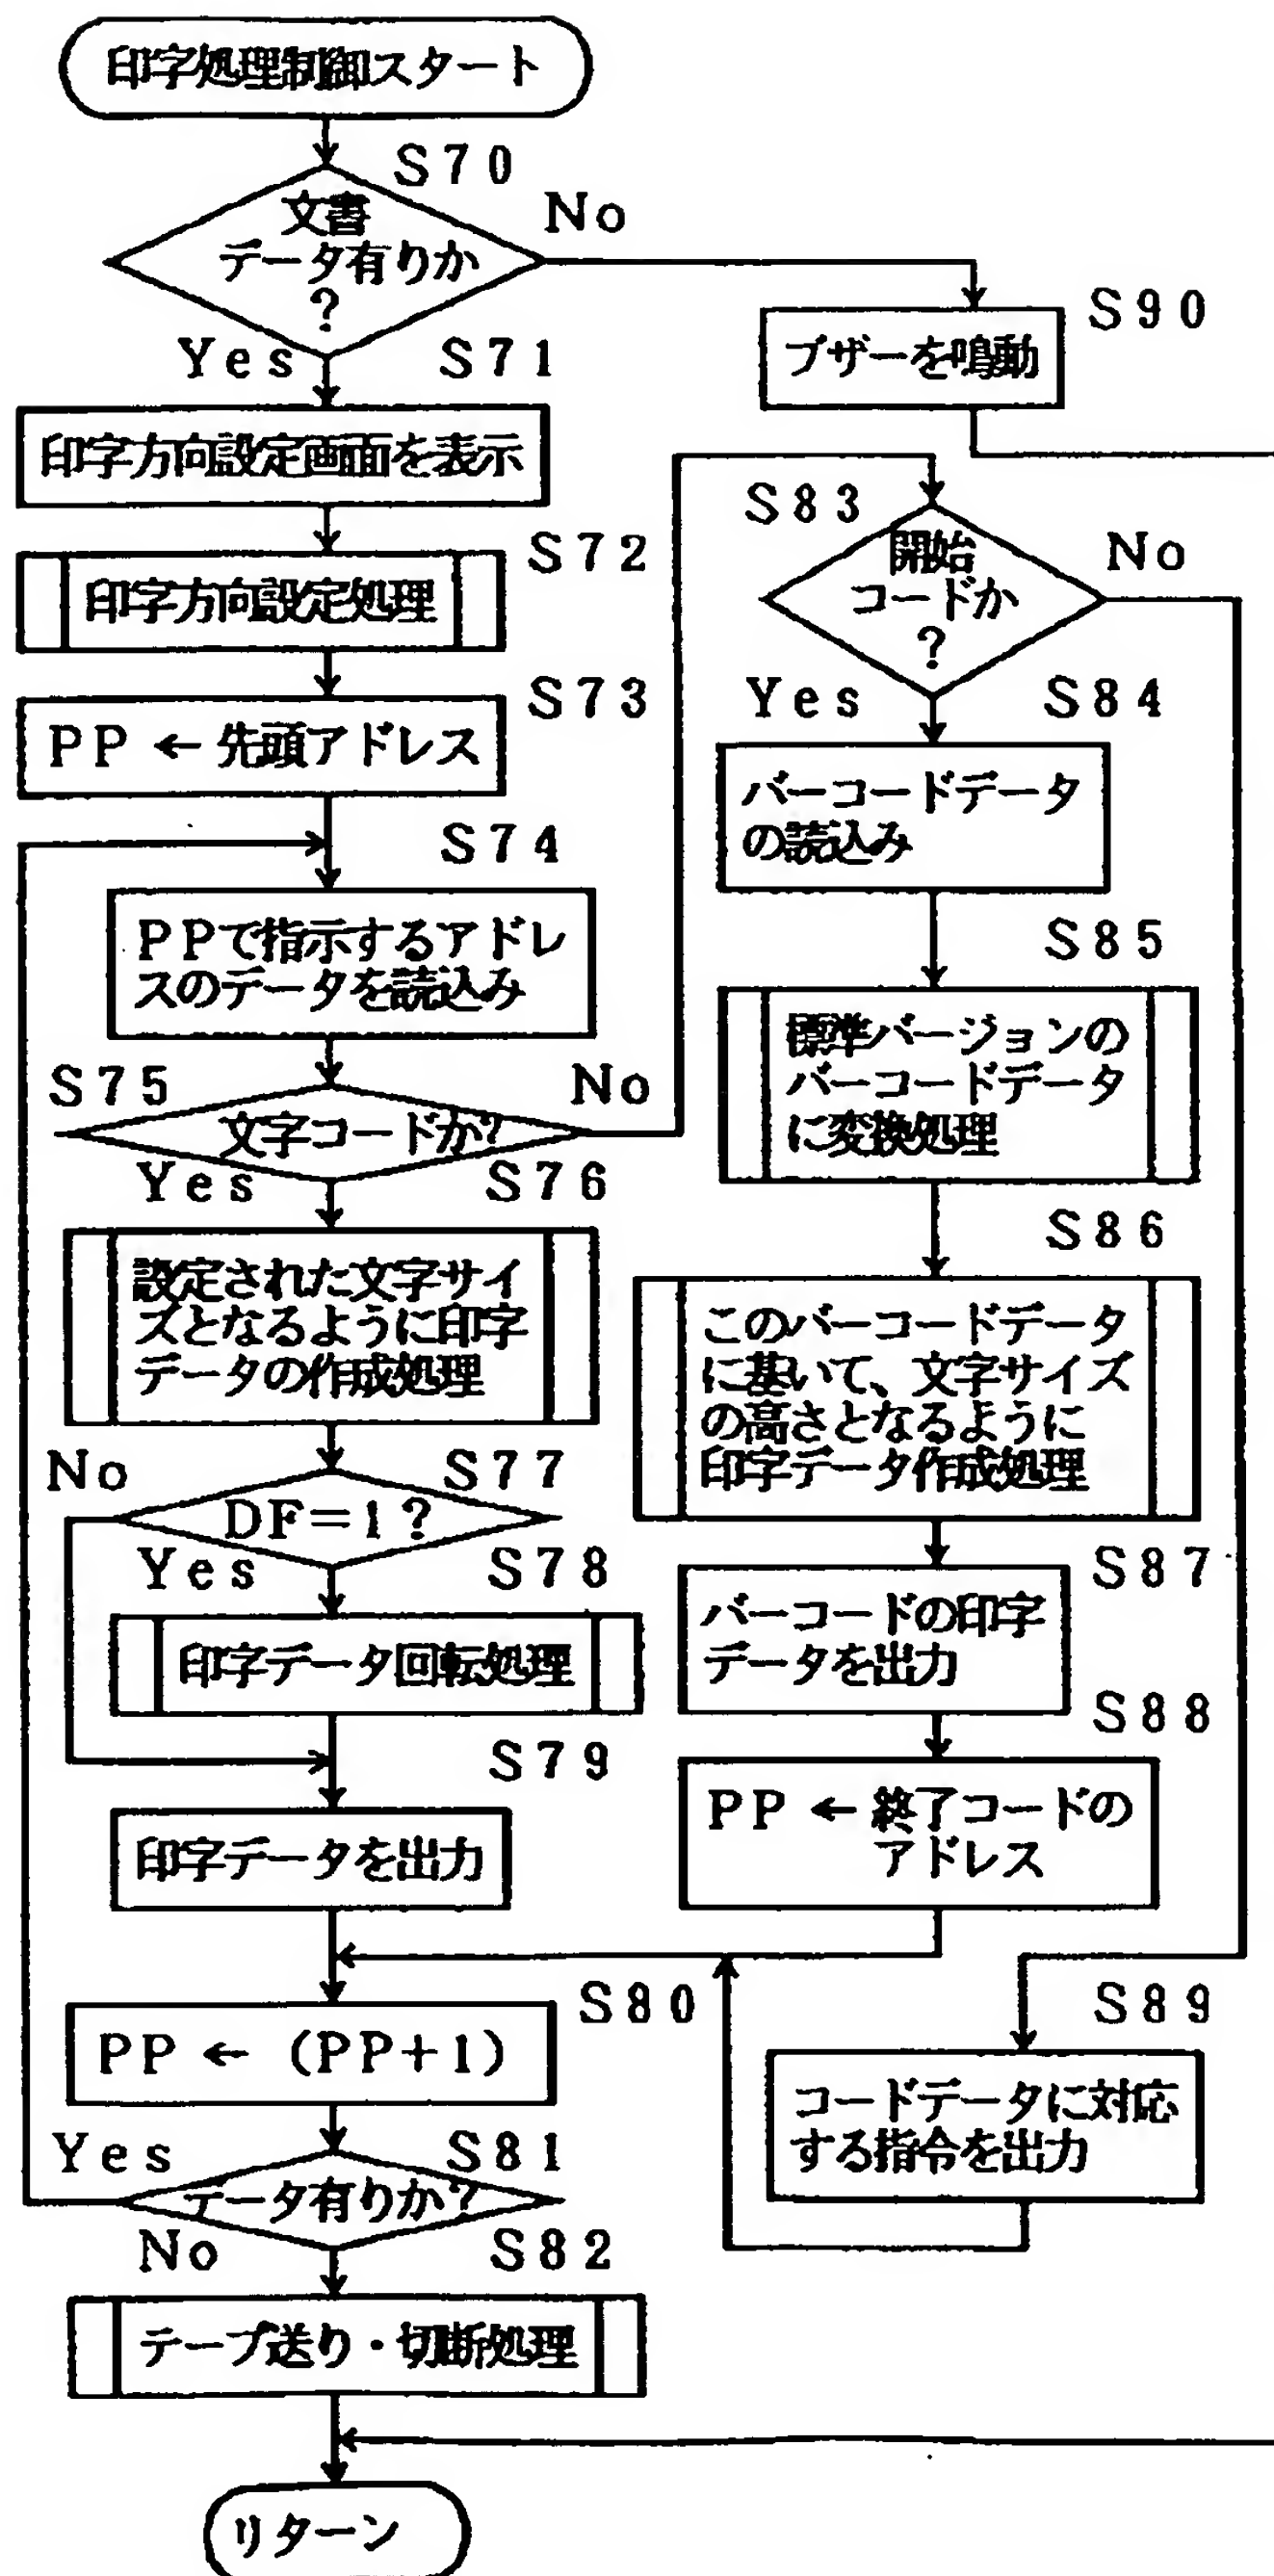 印字処理制御スタート
S70
文書
データ有りか
?
No
Yes
S71
印字方向設定画面を表示
S72
印字方向設定処理
S73
PP ← 先頭アドレス
S74
PPで指示するアドレ
スのデータを読込み
S75
文字コードか?
No
Yes
S76
設定された文字サイ
ズとなるように印字
データの作成処理
S77
DF=1?
No
Yes
S78
印字データ回転処理
S79
印字データを出力
S80
PP ← (PP+1)
S81
データ有りか?
Yes
No
S82
テープ送り・切断処理
リターン
S90
ブザーを鳴動
S83
開始
コードか
?
No
Yes
S84
バーコードデータ
の読込み
S85
標準バージョンの
バーコードデータ
に変換処理
S86
このバーコードデータ
に基いて、文字サイズ
の高さとなるように
印字データ作成処理
S87
バーコードの印字
データを出力
S88
PP ← 終了コードの
アドレス
S89
コードデータに対応
する指令を出力